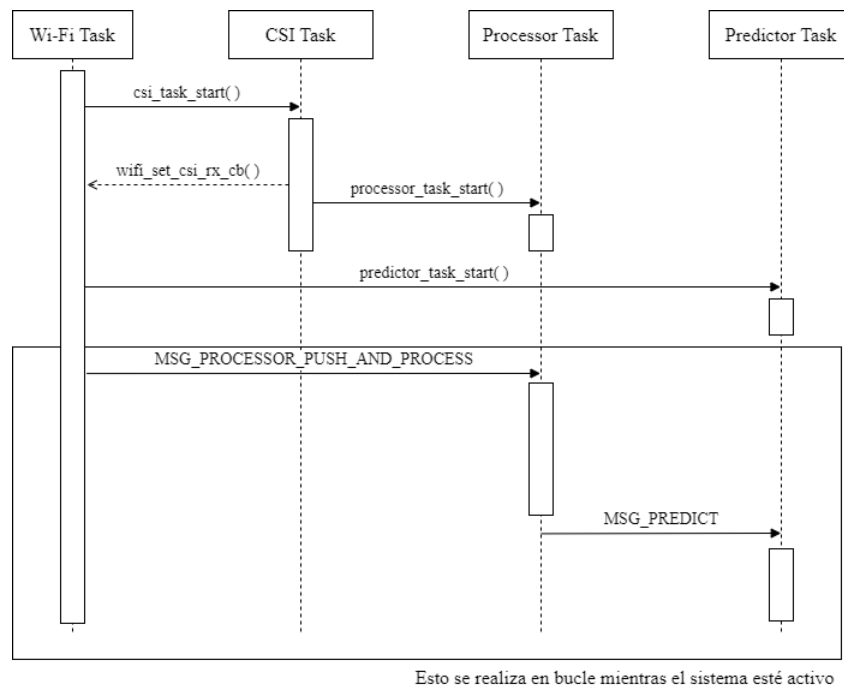 Wi-Fi Task
CSI Task
Processor Task
Predictor Task
csi_task_start( )
wifi_set_csi_rx_cb( )
processor_task_start( )
predictor_task_start( )
MSG_PROCESSOR_PUSH_AND_PROCESS
MSG_PREDICT
Esto se realiza en bucle mientras el sistema esté activo